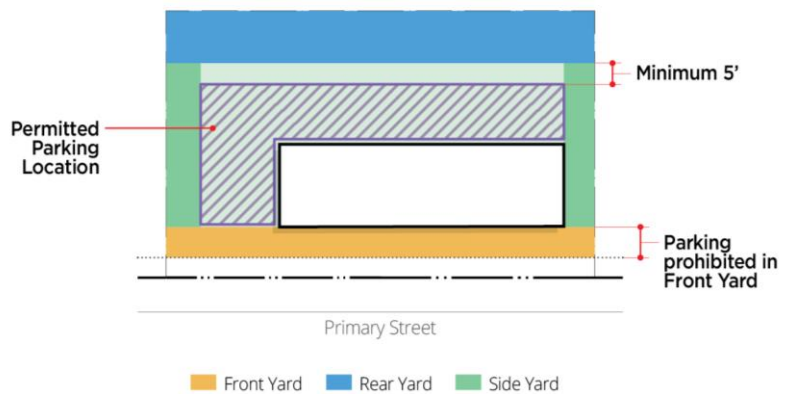 Minimum 5’
Permitted
Parking
Location
Parking
prohibited in
Front Yard
Primary Street
Front Yard
Rear Yard
Side Yard